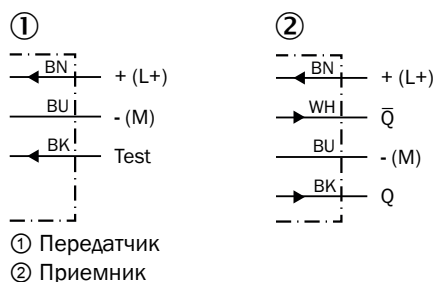 ①
BN + (L+)
BU - (M)
BK Test
②
BN + (L+)
WH Q̅
BU - (M)
BK Q
① Передатчик
② Приемник